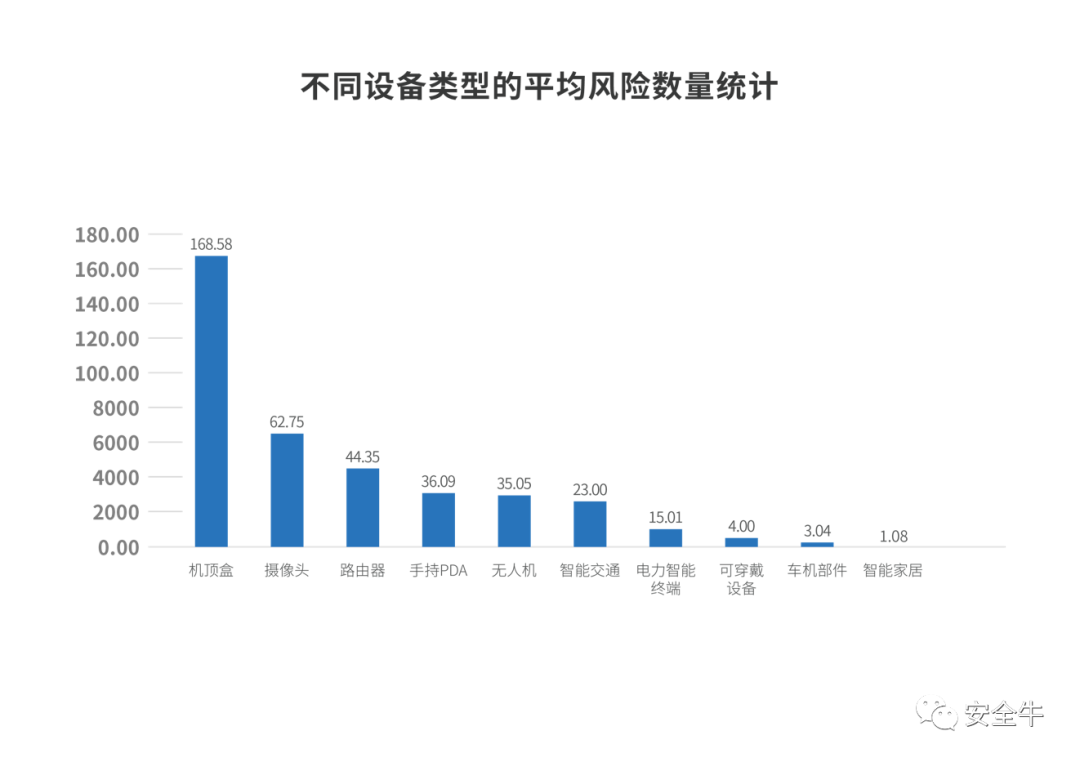 不同设备类型的平均风险数量统计
180.00
160.00
140.00
120.00
100.00
8000
6000
4000
2000
0.00
168.58
62.75
44.35
36.09
35.05
23.00
15.01
4.00
3.04
1.08
机顶盒
摄像头
路由器
手持PDA
无人机
智能交通
电力智能
终端
可穿戴
设备
车机部件
智能家居
安全牛